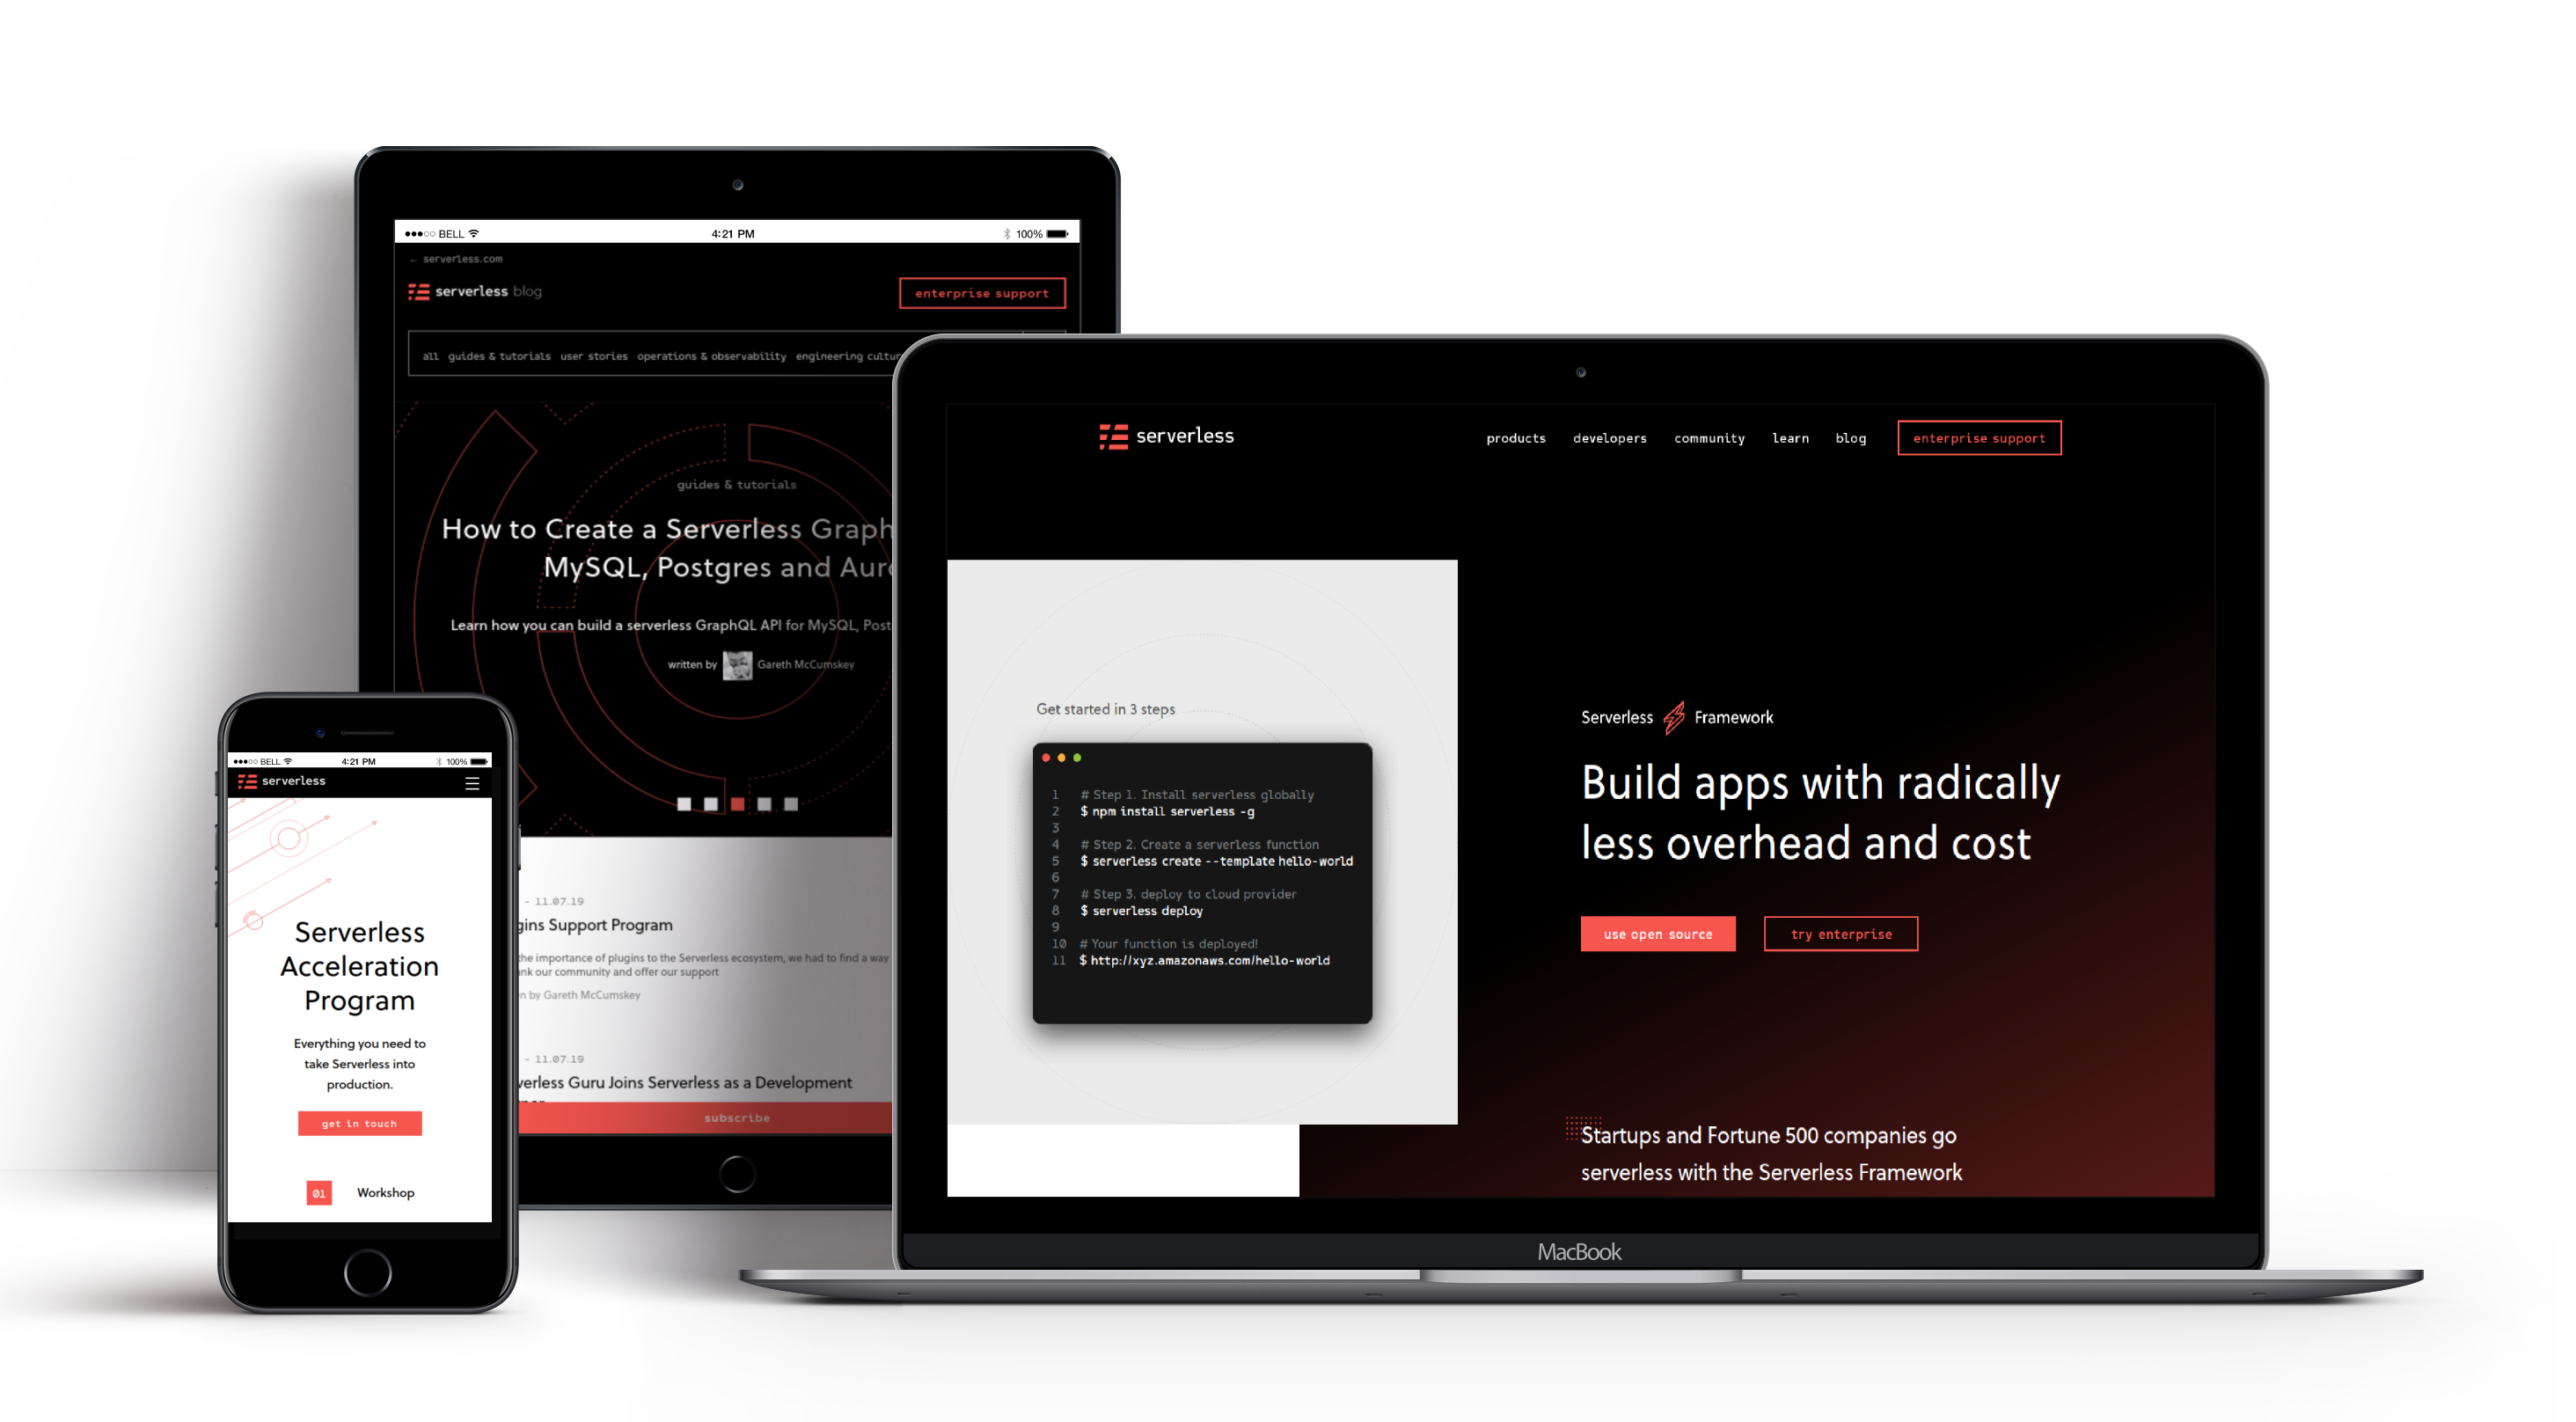 BELL
4:21 PM
100%
← serverless.com
serverless blog
enterprise support
all guides & tutorials user stories operations & observability engineering
guides & tutorials
How to Create a Serverless
MySQL, Postgres and
Learn how you can build a serverless GraphQL API for MySQL,
written by Gareth McCumskey
- 11.07.19
Support Program
the importance of plugins to the Serverless ecosystem, we had to find a way
our community and offer our support
by Gareth McCumskey
- 11.07.19
Guru Joins Serverless as a Development
subscribe
BELL
4:21 PM
100%
serverless
Serverless
Acceleration
Program
Everything you need to
take Serverless into
production.
get in touch
01 Workshop
serverless
products developers community learn blog enterprise support
Get started in 3 steps
1 # Step 1. Install serverless globally
2 $ npm install serverless -g
3
4 # Step 2. Create a serverless function
5 $ serverless create --template hello-world
6
7 # Step 3. deploy to cloud provider
8 $ serverless deploy
9
10 # Your function is deployed!
11 $ http://xyz.amazonaws.com/hello-world
Serverless Framework
Build apps with radically
less overhead and cost
use open source
try enterprise
Startups and Fortune 500 companies go
serverless with the Serverless Framework
MacBook